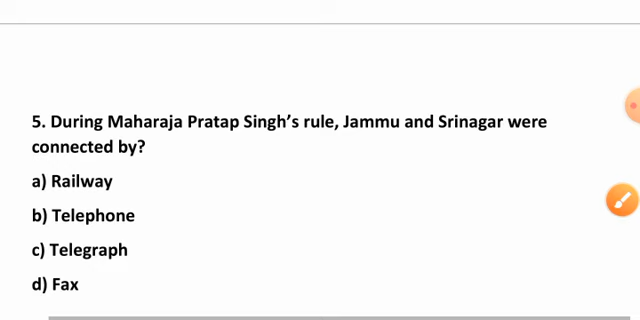 5. During Maharaja Pratap Singh's rule, Jammu and Srinagar were
connected by?
a) Railway
b) Telephone
c) Telegraph
d) Fax